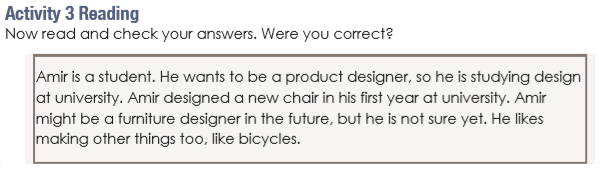 Activity 3 Reading
Now read and check your answers. Were you correct?
Amir is a student. He wants to be a product designer, so he is studying design
at university. Amir designed a new chair in his first year at university. Amir
might be a furniture designer in the future, but he is not sure yet. He likes
making other things too, like bicycles.